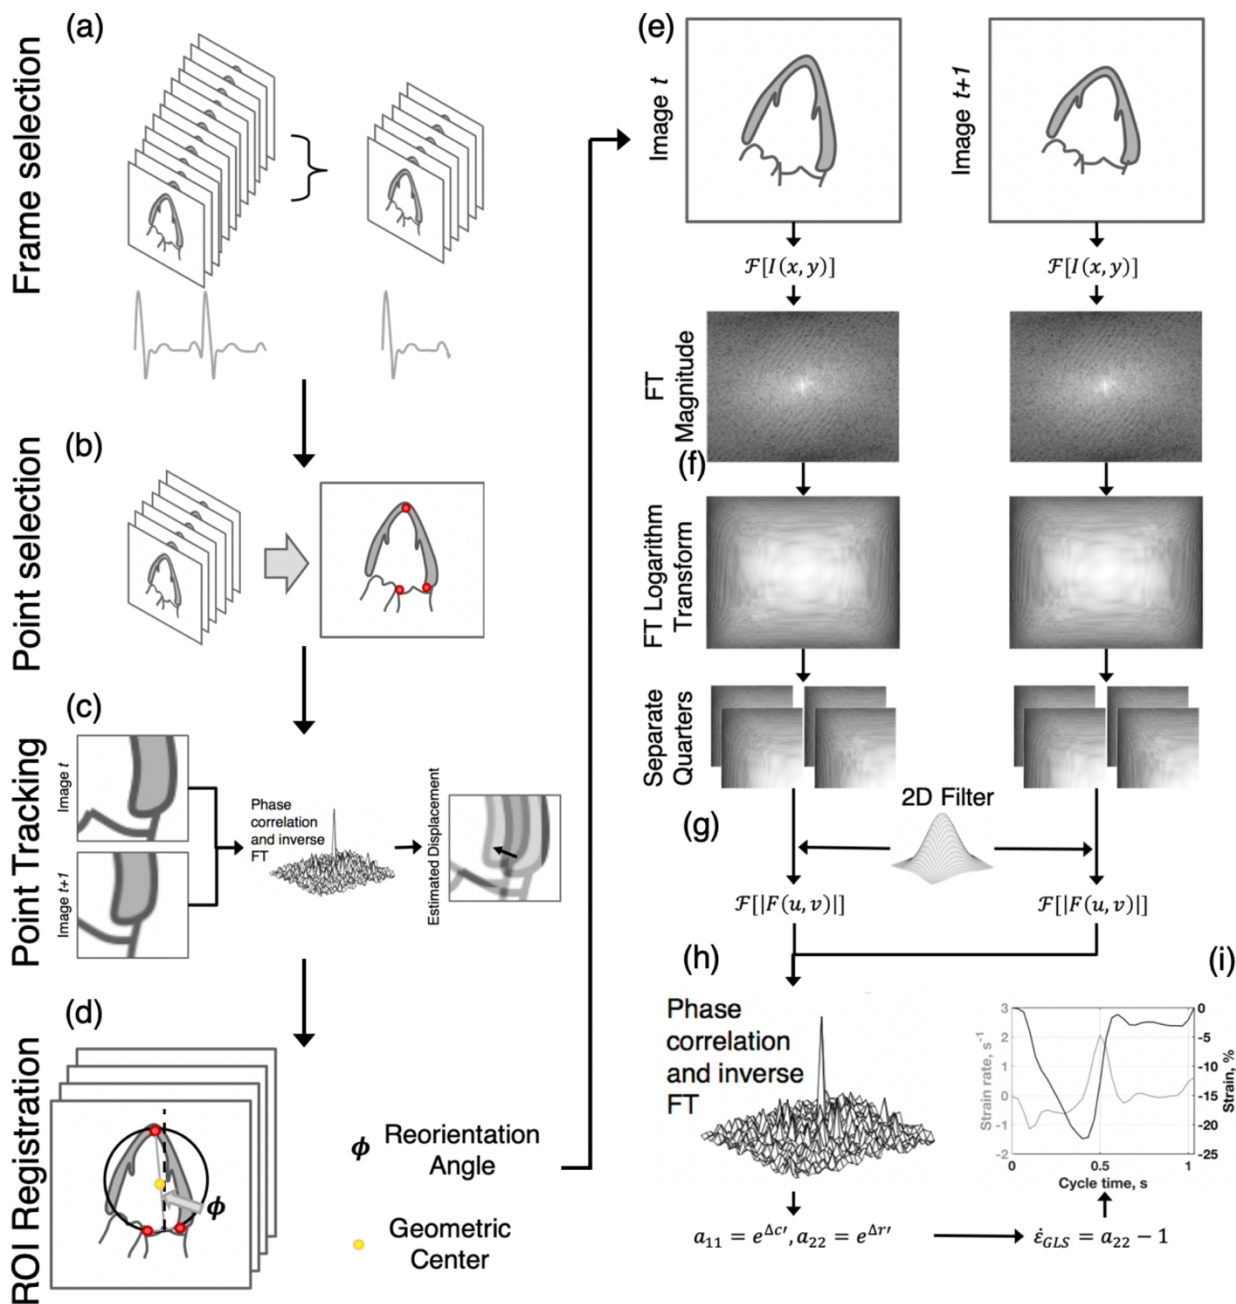 (a)
Frame selection
(b)
Point selection
(c)
Point Tracking
Image t
Image t+1
Phase
correlation
and inverse
FT
Estimated Displacement
(d)
ROI Registration
ϕ
ϕ Reorientation
Angle
Geometric
Center
(e)
Image t
Image t+1
ℱ[I(x, y)]
ℱ[I(x, y)]
FT
Magnitude
(f)
FT Logarithm
Transform
Separate
Quarters
(g)
2D Filter
ℱ[|F(u, v)|]
ℱ[|F(u, v)|]
(h)
Phase
correlation
and inverse
FT
a₁₁ = e^Δc′, a₂₂ = e^Δr′
(i)
Strain rate, s⁻¹
3
2
1
0
-1
-2
0
-5
-10
-15
-20
-25
Strain, %
0 0.5 1
Cycle time, s
ε̇_GLS = a₂₂ − 1